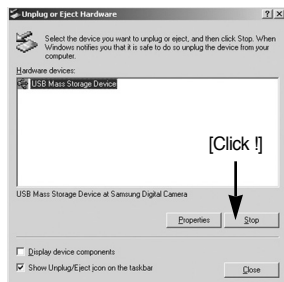 Unplug or Eject Hardware
Select the device you want to unplug or eject, and then click Stop. When
Windows notifies you that it is safe to do so unplug the device from your
computer.
Hardware devices:
USB Mass Storage Device
[Click !]
USB Mass Storage Device at Samsung Digital Camera
Properties Stop
Display device components
Show Unplug/Eject icon on the taskbar
Close